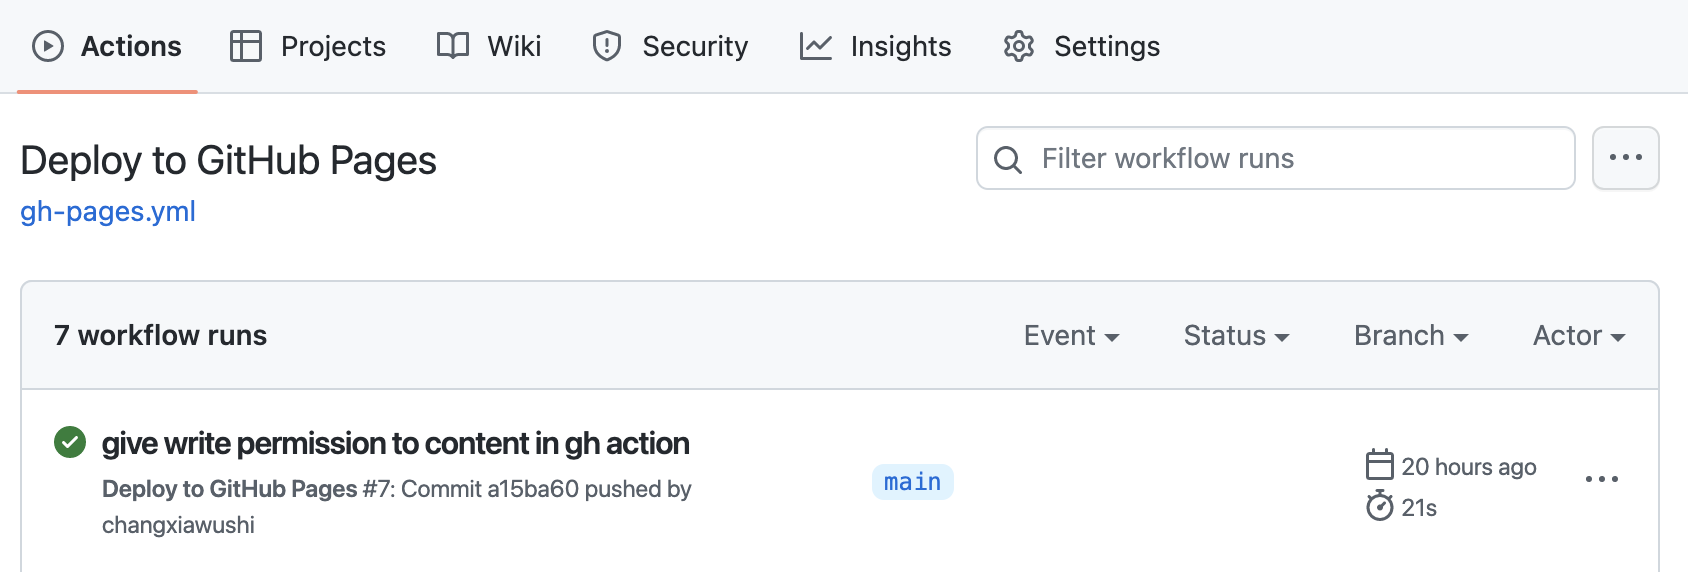 Actions Projects Wiki Security Insights Settings
Deploy to GitHub Pages
Filter workflow runs
gh-pages.yml
7 workflow runs
Event Status Branch Actor
give write permission to content in gh action
Deploy to GitHub Pages #7: Commit a15ba60 pushed by
changxiawushi
main
20 hours ago
21s